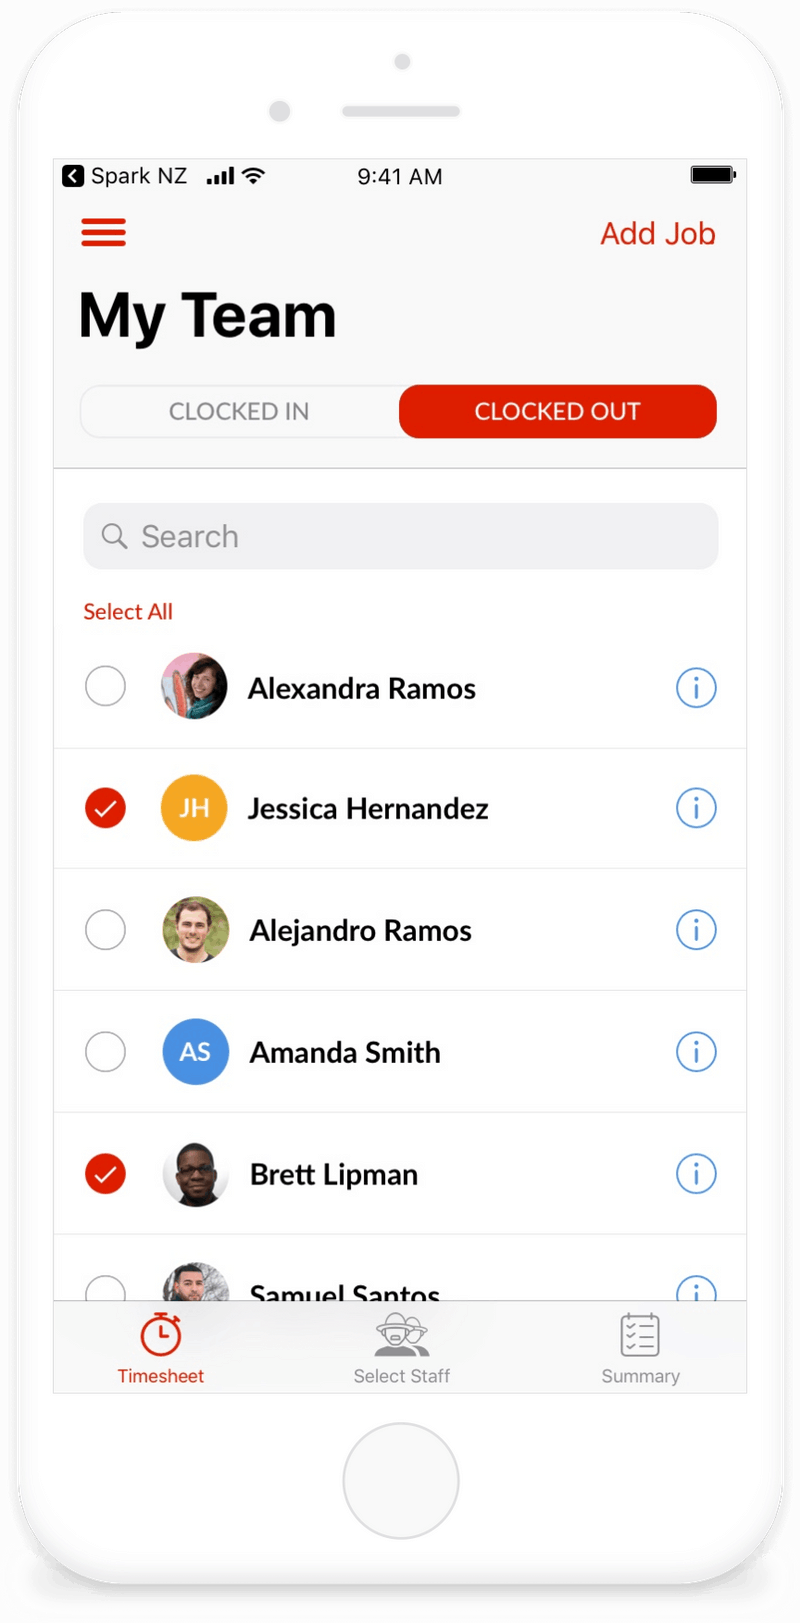 Spark NZ 9:41 AM
Add Job
My Team
CLOCKED IN CLOCKED OUT
Search
Select All
Alexandra Ramos
JH Jessica Hernandez
Alejandro Ramos
AS Amanda Smith
Brett Lipman
Samuel Santos
Timesheet Select Staff Summary